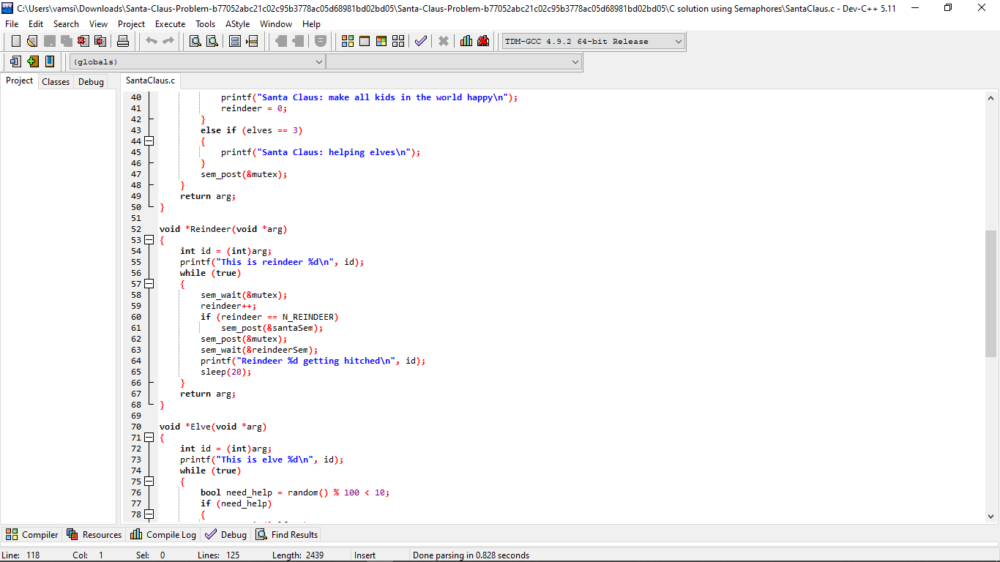 C:\Users\vamsi\Downloads\Santa-Claus-Problem-b77052abc21c02c95b3778ac05d68981bd02bd05\Santa-Claus-Problem-b77052abc21c02c95b3778ac05d68981bd02bd05\C solution using Semaphores\SantaClaus.c - Dev-C++ 5.11
File Edit Search View Project Execute Tools AStyle Window Help
TDM-GCC 4.9.2 64-bit Release
(globals)
Project Classes Debug SantaClaus.c
40 printf("Santa Claus: make all kids in the world happy\n");
41 reindeer = 0;
42 }
43 else if (elves == 3)
44 {
45 printf("Santa Claus: helping elves\n");
46 }
47 sem_post(&mutex);
48 }
49 return arg;
50 }
51
52 void *Reindeer(void *arg)
53 {
54 int id = (int)arg;
55 printf("This is reindeer %d\n", id);
56 while (true)
57 {
58 sem_wait(&mutex);
59 reindeer++;
60 if (reindeer == N_REINDEER)
61 sem_post(&santaSem);
62 sem_post(&mutex);
63 sem_wait(&reindeerSem);
64 printf("Reindeer %d getting hitched\n", id);
65 sleep(20);
66 }
67 return arg;
68 }
69
70 void *Elve(void *arg)
71 {
72 int id = (int)arg;
73 printf("This is elve %d\n", id);
74 while (true)
75 {
76 bool need_help = random() % 100 < 10;
77 if (need_help)
78 {
Compiler Resources Compile Log Debug Find Results
Line: 118 Col: 1 Sel: 0 Lines: 125 Length: 2439 Insert Done parsing in 0.828 seconds